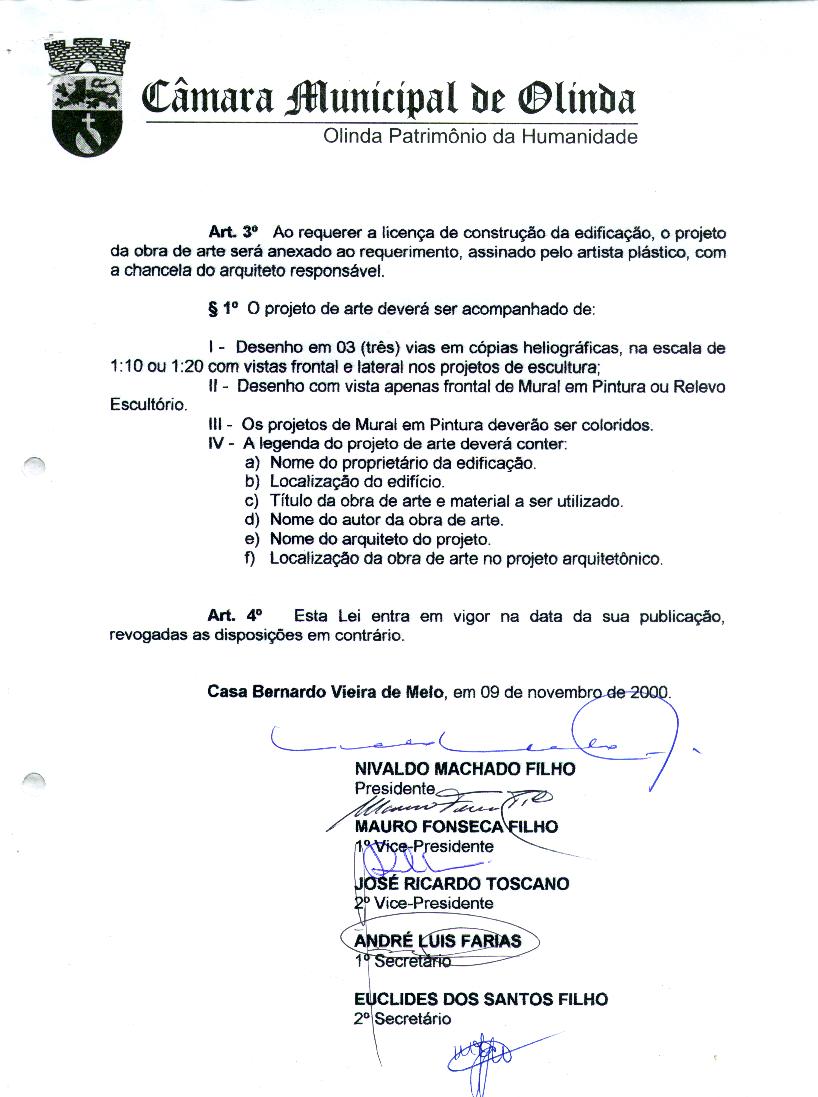 Câmara Municipal de Olinda
Olinda Patrimônio da Humanidade
Art. 3º Ao requerer a licença de construção da edificação, o projeto
da obra de arte será anexado ao requerimento, assinado pelo artista plástico, com
a chancela do arquiteto responsável.
§ 1º O projeto de arte deverá ser acompanhado de:
I - Desenho em 03 (três) vias em cópias heliográficas, na escala de
1:10 ou 1:20 com vistas frontal e lateral nos projetos de escultura;
II - Desenho com vista apenas frontal de Mural em Pintura ou Relevo
Escultório.
III - Os projetos de Mural em Pintura deverão ser coloridos.
IV - A legenda do projeto de arte deverá conter:
a) Nome do proprietário da edificação.
b) Localização do edifício.
c) Título da obra de arte e material a ser utilizado.
d) Nome do autor da obra de arte.
e) Nome do arquiteto do projeto.
f) Localização da obra de arte no projeto arquitetônico.
Art. 4º Esta Lei entra em vigor na data da sua publicação,
revogadas as disposições em contrário.
Casa Bernardo Vieira de Melo, em 09 de novembro de 2000.
NIVALDO MACHADO FILHO
Presidente
MAURO FONSECA FILHO
1º Vice-Presidente
JOSÉ RICARDO TOSCANO
2º Vice-Presidente
ANDRÉ LUIS FARIAS
1º Secretário
EUCLIDES DOS SANTOS FILHO
2º Secretário